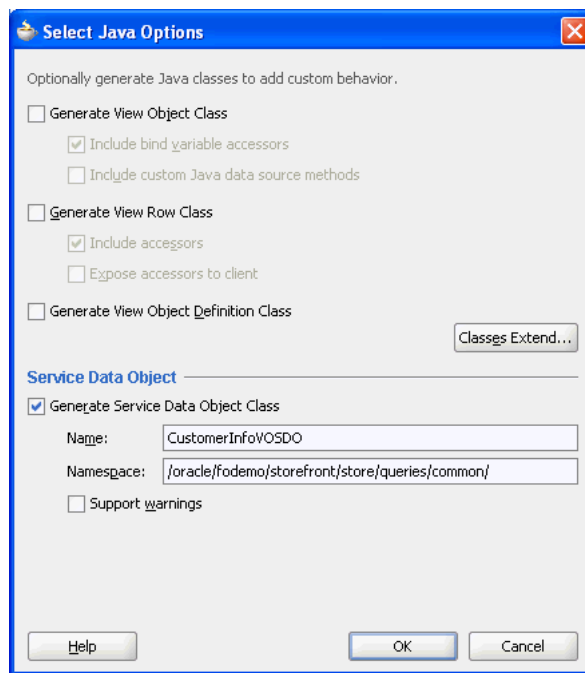 Select Java Options
Optionally generate Java classes to add custom behavior.
Generate View Object Class
Include bind variable accessors
Include custom Java data source methods
Generate View Row Class
Include accessors
Expose accessors to client
Generate View Object Definition Class
Classes Extend...
Service Data Object
Generate Service Data Object Class
Name: CustomerInfoVOSDO
Namespace: /oracle/fodemo/storefront/store/queries/common/
Support warnings
Help OK Cancel